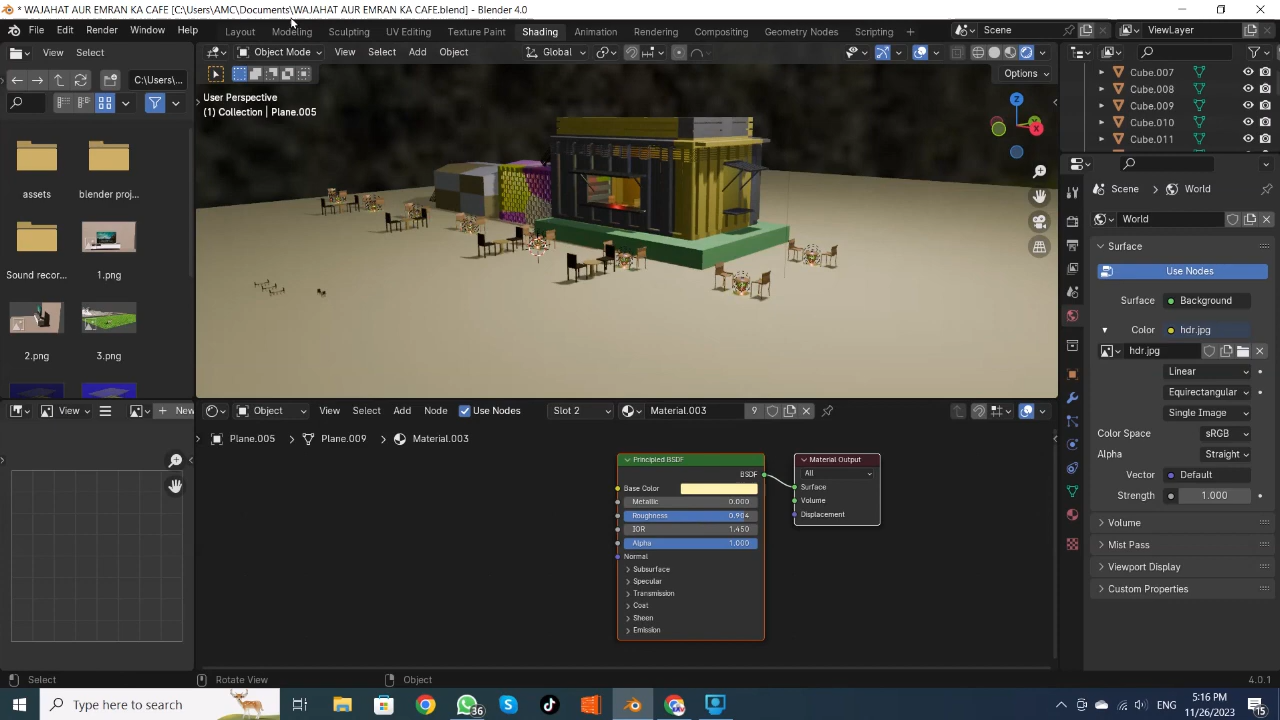 * WAJAHAT AUR EMRAN KA CAFE [C:\Users\AMC\Documents\WAJAHAT AUR EMRAN KA CAFE.blend] - Blender 4.0
File Edit Render Window Help Layout Modeling Sculpting UV Editing Texture Paint Shading Animation Rendering Compositing Geometry Nodes Scripting + Scene ViewLayer
View Select Object Mode View Select Add Object Global
C:\Users\... Options
User Perspective
(1) Collection | Plane.005
Z
Y
X
Cube.007
Cube.008
Cube.009
Cube.010
Cube.011
assets blender proj...
Sound recor... 1.png
2.png 3.png
Scene > World
World
Surface
Use Nodes
Surface Background
Color hdr.jpg
hdr.jpg
Linear
Equirectangular
Single Image
Color Space sRGB
Alpha Straight
Vector Default
Strength 1.000
Volume
Mist Pass
Viewport Display
Custom Properties
View + New Object View Select Add Node Use Nodes Slot 2 Material.003 9
Plane.005 > Plane.009 > Material.003
Principled BSDF
BSDF
Base Color
Metallic 0.000
Roughness 0.904
IOR 1.450
Alpha 1.000
Normal
Subsurface
Specular
Transmission
Coat
Sheen
Emission
Material Output
All
Surface
Volume
Displacement
Select Rotate View Object 4.0.1
Type here to search 36 ENG 5:16 PM 11/26/2023 15